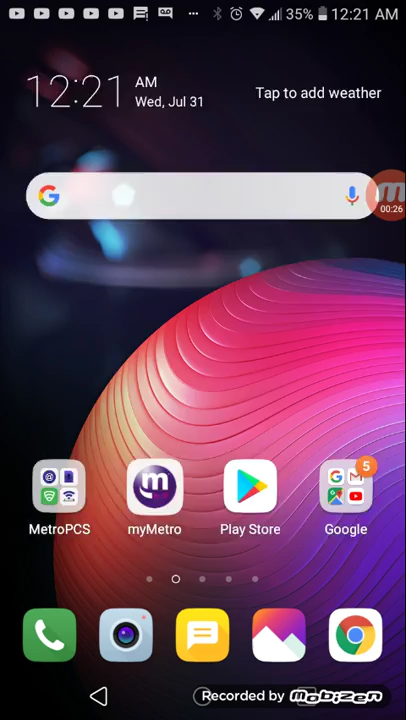 35% 12:21 AM
12:21 AM
Wed, Jul 31
Tap to add weather
00:26
5
MetroPCS
myMetro
Play Store
Google
Recorded by Mobizen